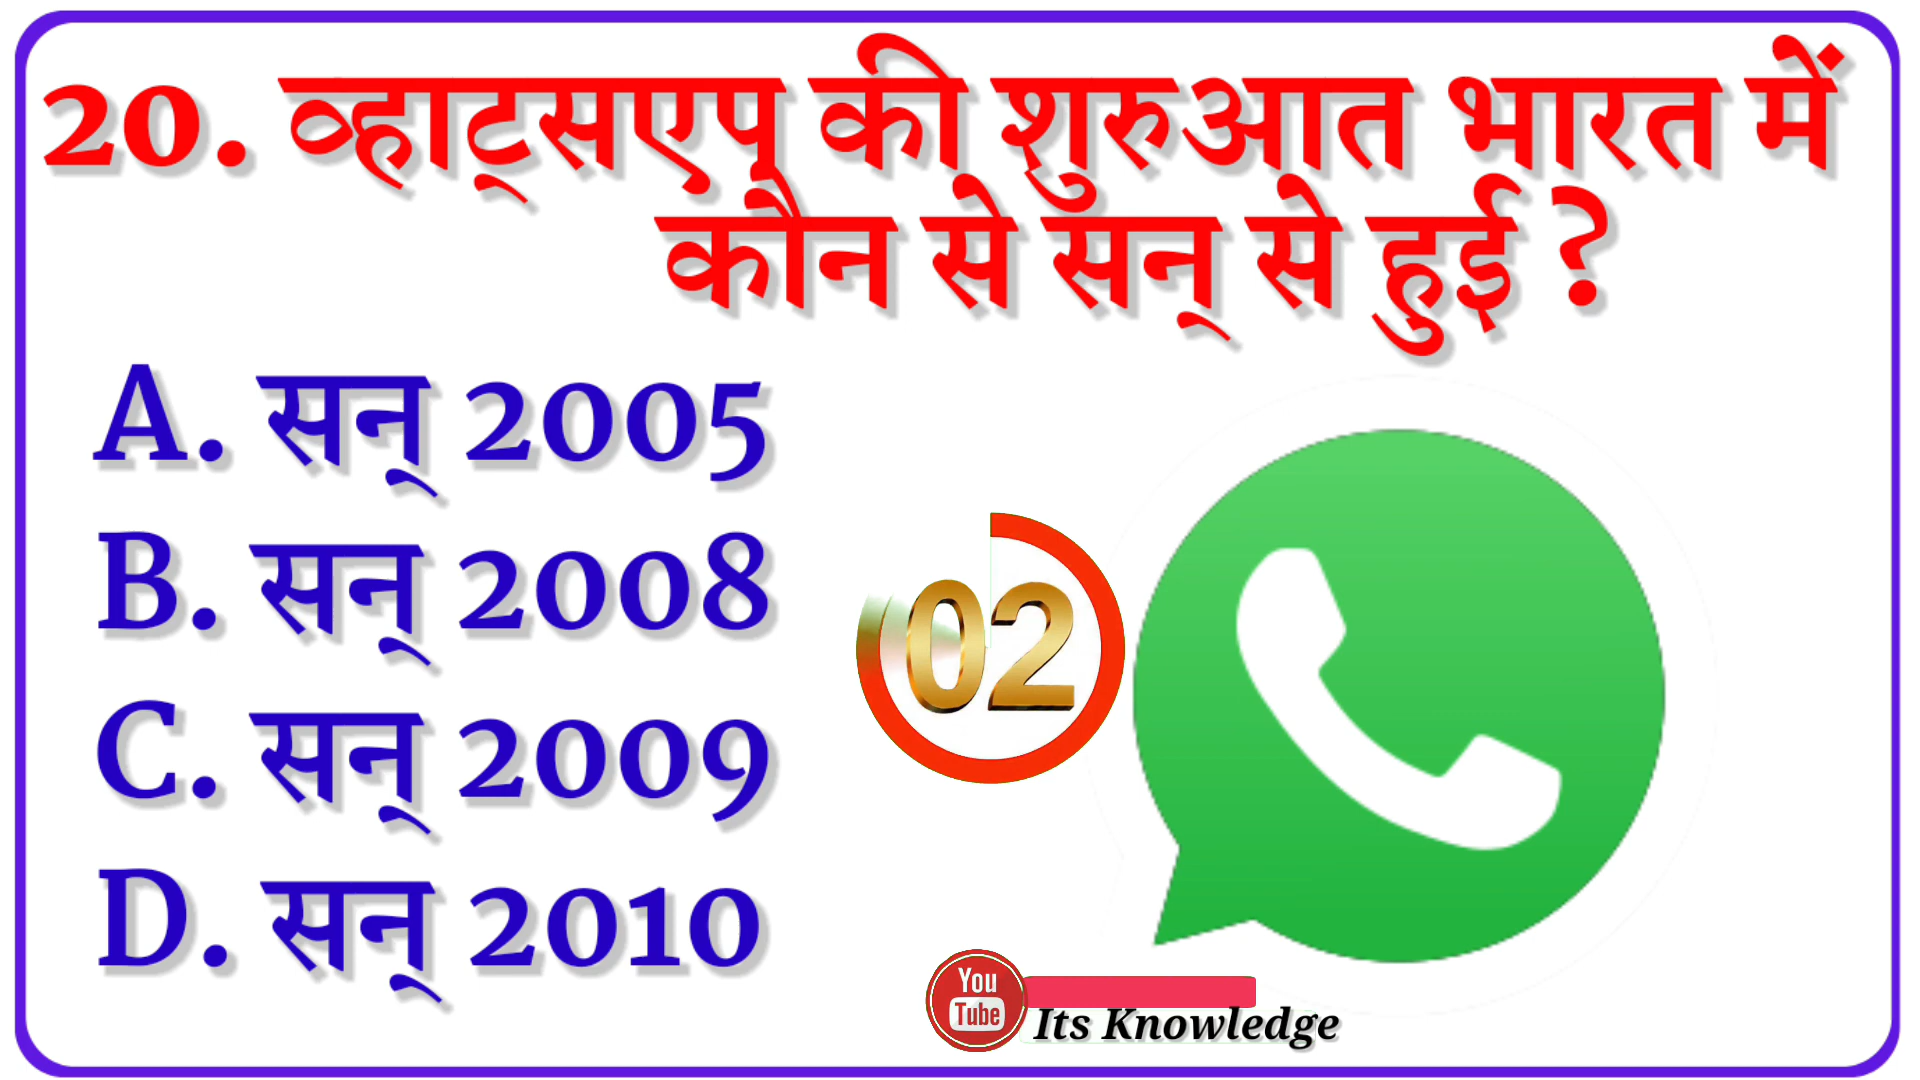 20. व्हाट्सएप की शुरुआत भारत में
कौन से सन् से हुई ?
A. सन् 2005
B. सन् 2008
C. सन् 2009
D. सन् 2010
02
You
Tube
Its Knowledge